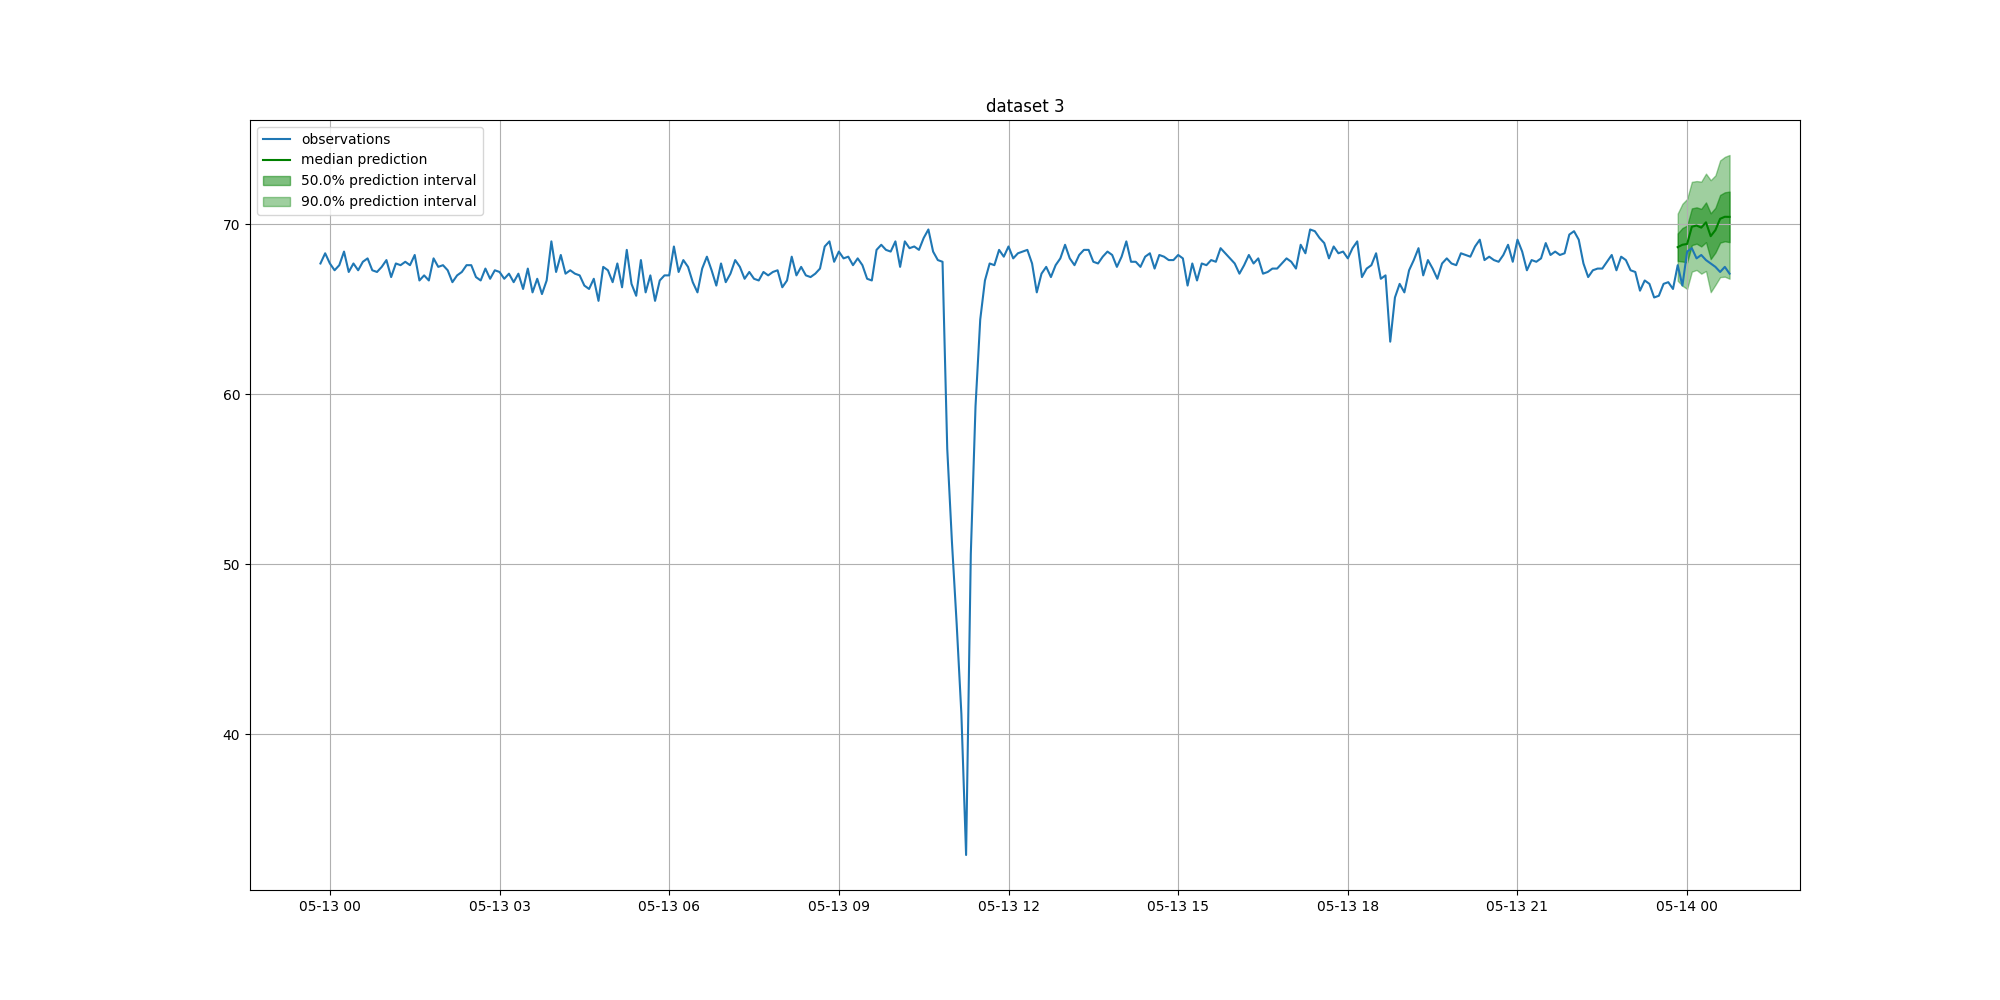 dataset 3
observations
median prediction
50.0% prediction interval
90.0% prediction interval
70
60
50
40
05-13 00
05-13 03
05-13 06
05-13 09
05-13 12
05-13 15
05-13 18
05-13 21
05-14 00